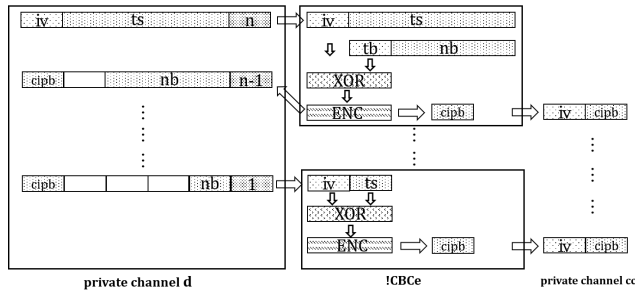 iv ts n iv ts
tb nb
cipb nb n-1 XOR
ENC cipb iv cipb
cipb nb 1 iv ts
XOR
ENC cipb iv cipb
private channel d !CBCe private channel cc